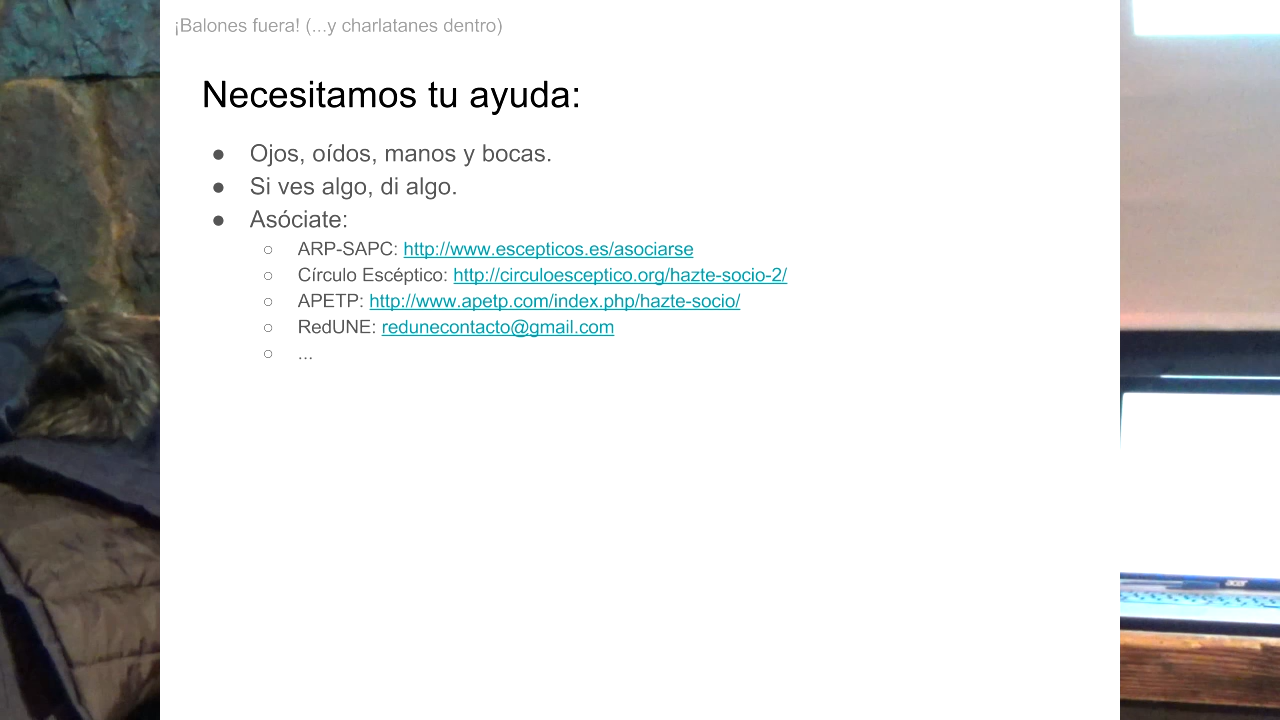 ¡Balones fuera! (...y charlatanes dentro)
Necesitamos tu ayuda:
● Ojos, oídos, manos y bocas.
● Si ves algo, di algo.
● Asóciate:
○ ARP-SAPC: http://www.escepticos.es/asociarse
○ Círculo Escéptico: http://circuloesceptico.org/hazte-socio-2/
○ APETP: http://www.apetp.com/index.php/hazte-socio/
○ RedUNE: redunecontacto@gmail.com
○ ...
acer